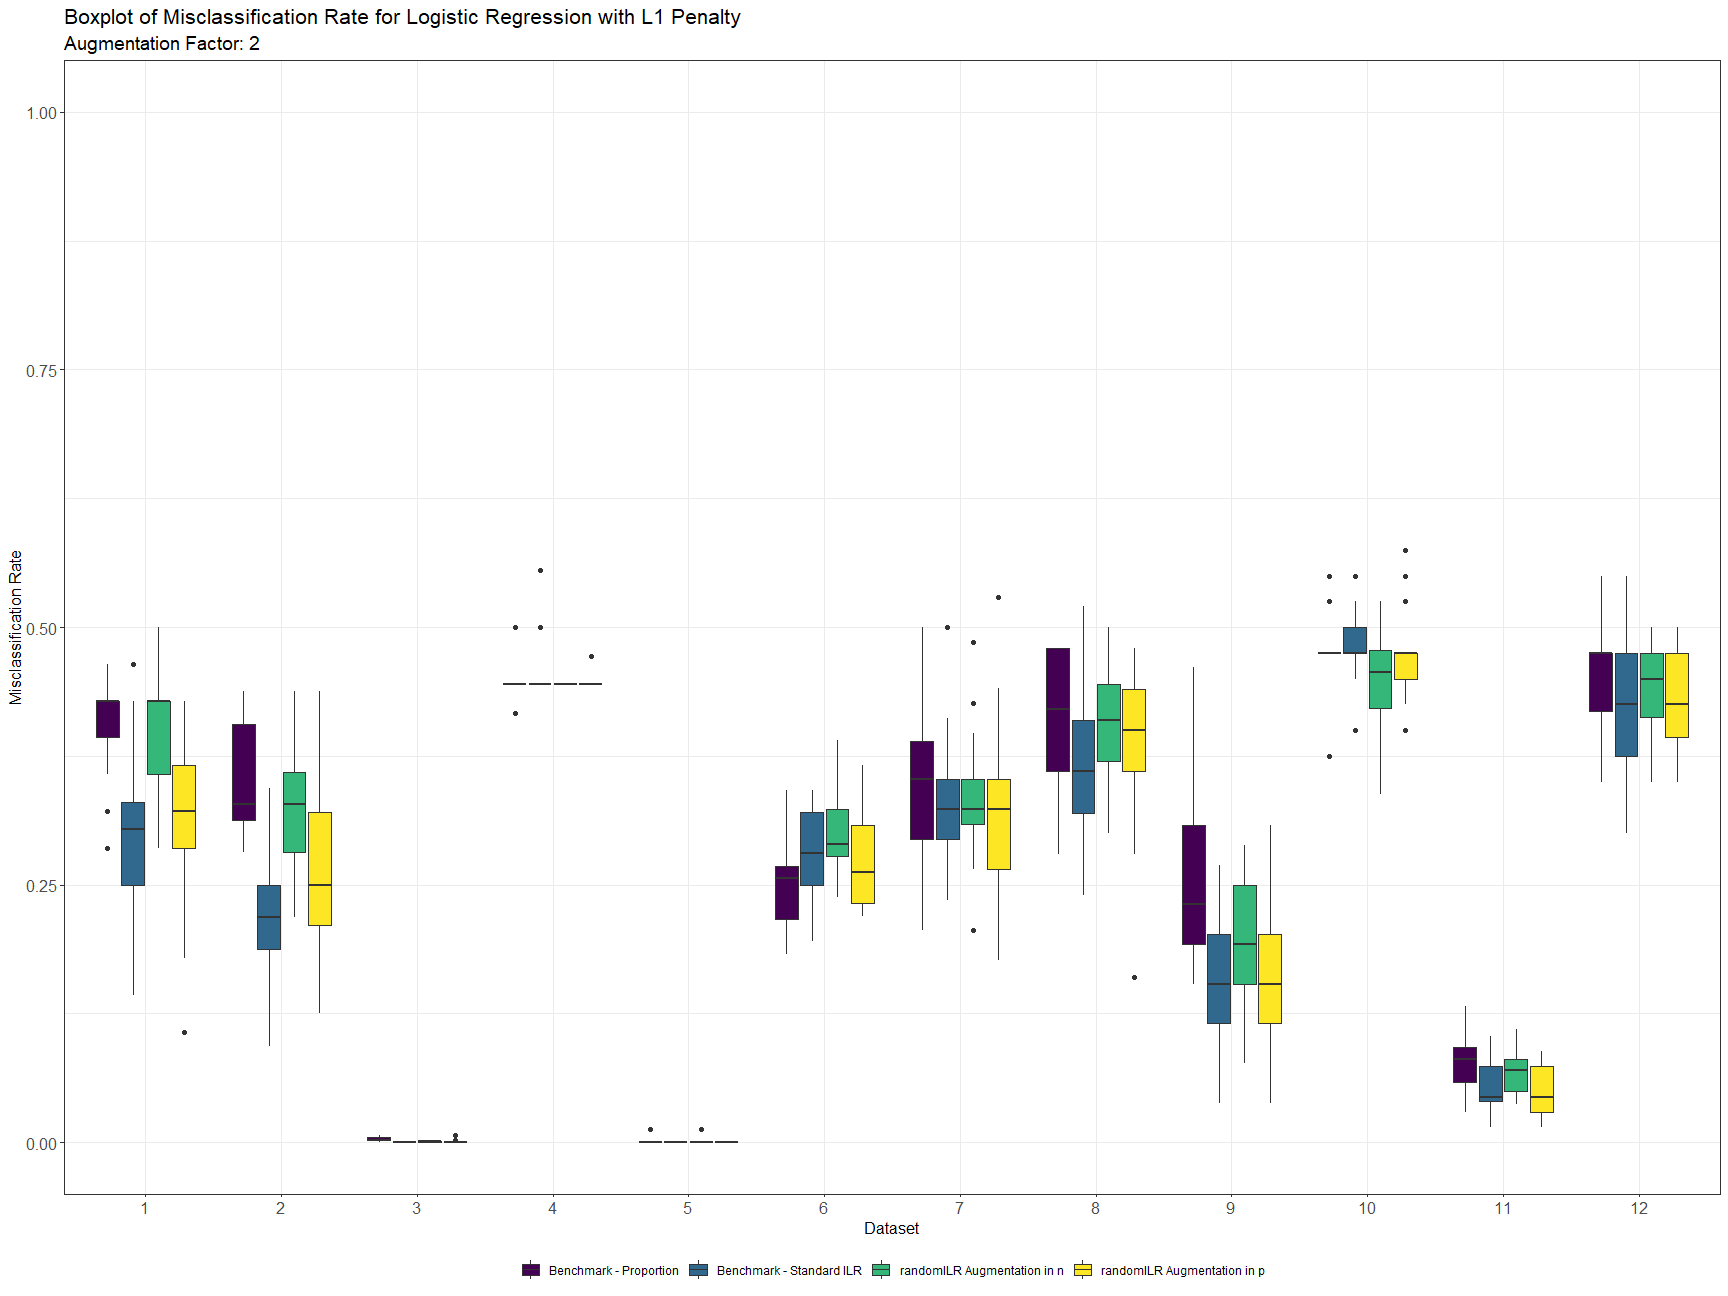 Boxplot of Misclassification Rate for Logistic Regression with L1 Penalty
Augmentation Factor: 2
Misclassification Rate
1.00
0.75
0.50
0.25
0.00
1 2 3 4 5 6 7 8 9 10 11 12
Dataset
Benchmark - Proportion Benchmark - Standard ILR randomILR Augmentation in n randomILR Augmentation in p